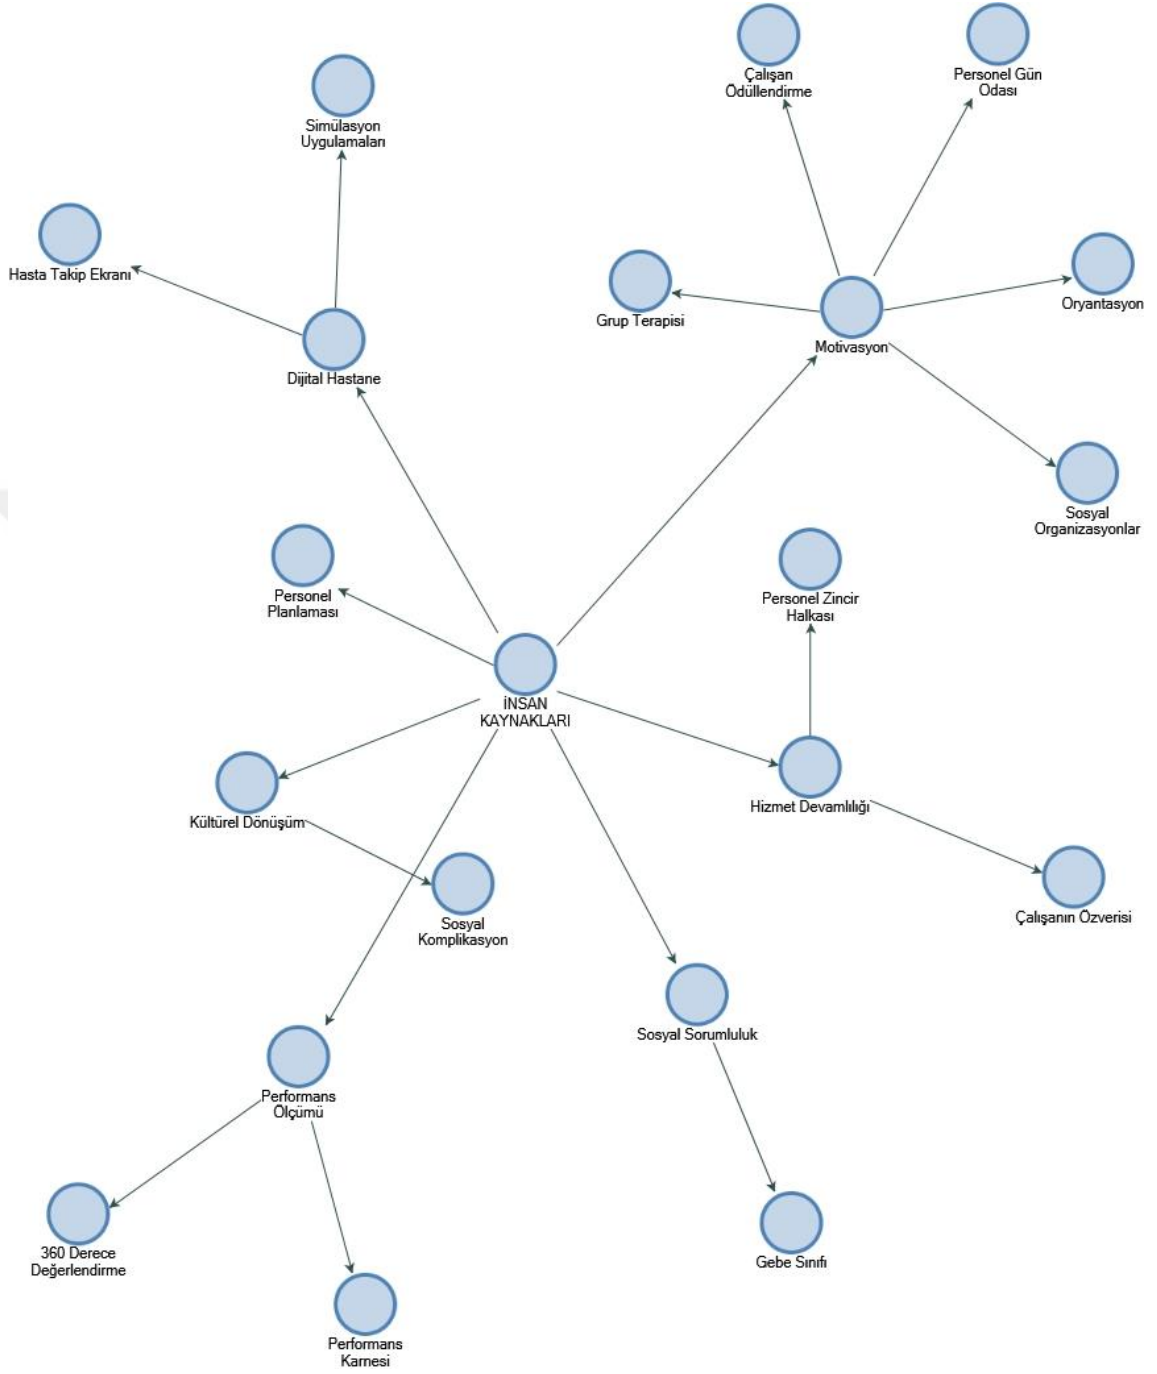 Çalışan
Ödüllendirme
Personel Gün
Odası
Simülasyon
Uygulamaları
Hasta Takip Ekranı
Grup Terapisi
Oryantasyon
Motivasyon
Dijital Hastane
Sosyal
Organizasyonlar
Personel
Planlaması
Personel Zincir
Halkası
İNSAN
KAYNAKLARI
Kültürel Dönüşüm
Hizmet Devamlılığı
Sosyal
Komplikasyon
Çalışanın Özverisi
Sosyal Sorumluluk
Performans
Ölçümü
360 Derece
Değerlendirme
Gebe Sınıfı
Performans
Karnesi